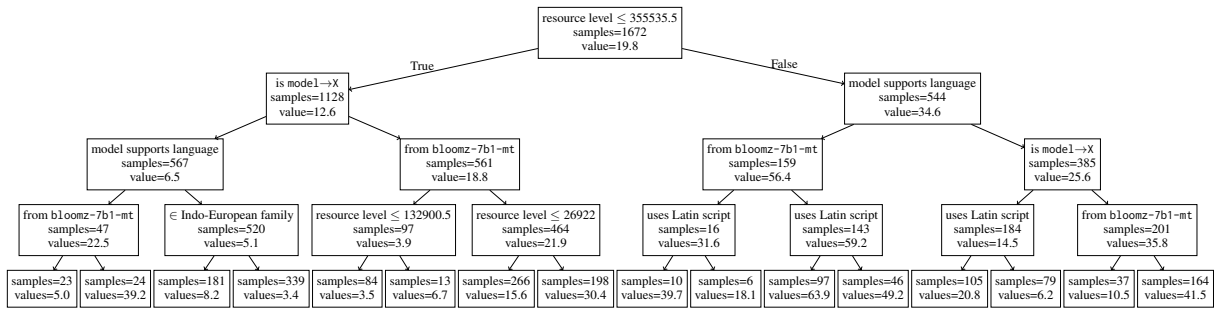 resource level ≤ 355535.5
samples=1672
value=19.8
True
False
is model→X
samples=1128
value=12.6
model supports language
samples=544
value=34.6
model supports language
samples=567
value=6.5
from bloomz-7b1-mt
samples=561
value=18.8
from bloomz-7b1-mt
samples=159
value=56.4
is model→X
samples=385
value=25.6
from bloomz-7b1-mt
samples=47
values=22.5
∈ Indo-European family
samples=520
values=5.1
resource level ≤ 132900.5
samples=97
values=3.9
resource level ≤ 26922
samples=464
values=21.9
uses Latin script
samples=16
values=31.6
uses Latin script
samples=143
values=59.2
uses Latin script
samples=184
values=14.5
from bloomz-7b1-mt
samples=201
values=35.8
samples=23
values=5.0
samples=24
values=39.2
samples=181
values=8.2
samples=339
values=3.4
samples=84
values=3.5
samples=13
values=6.7
samples=266
values=15.6
samples=198
values=30.4
samples=10
values=39.7
samples=6
values=18.1
samples=97
values=63.9
samples=46
values=49.2
samples=105
values=20.8
samples=79
values=6.2
samples=37
values=10.5
samples=164
values=41.5